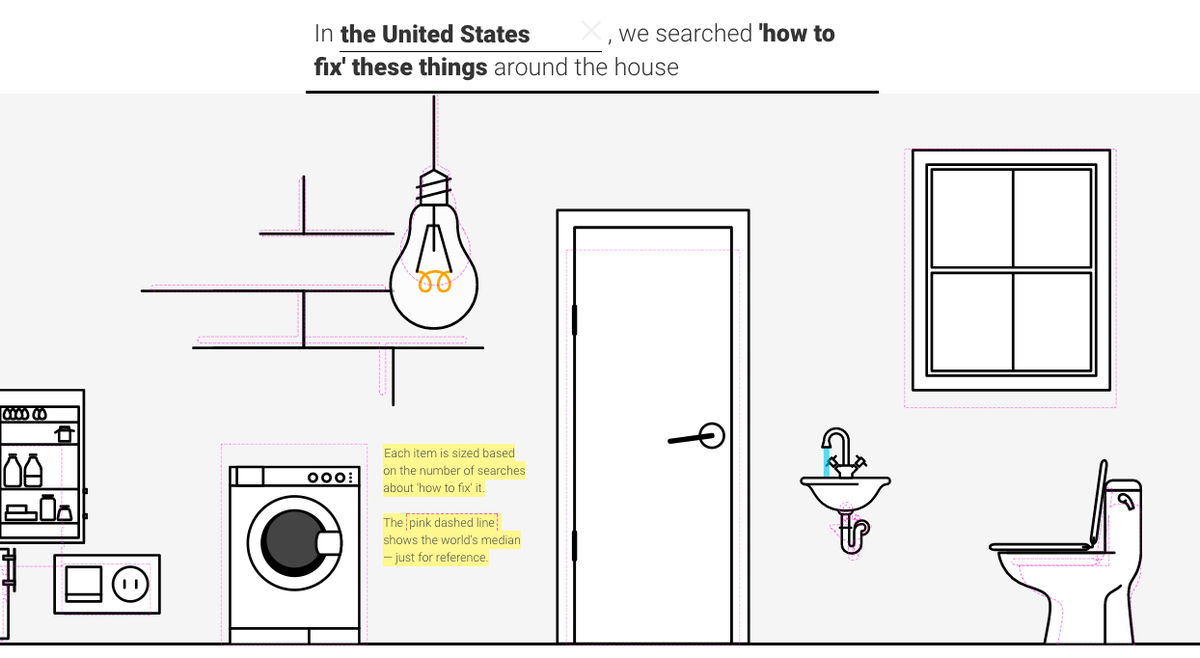 In the United States , we searched 'how to
fix' these things around the house
Each item is sized based
on the number of searches
about 'how to fix' it.
The pink dashed line
shows the world's median
– just for reference.